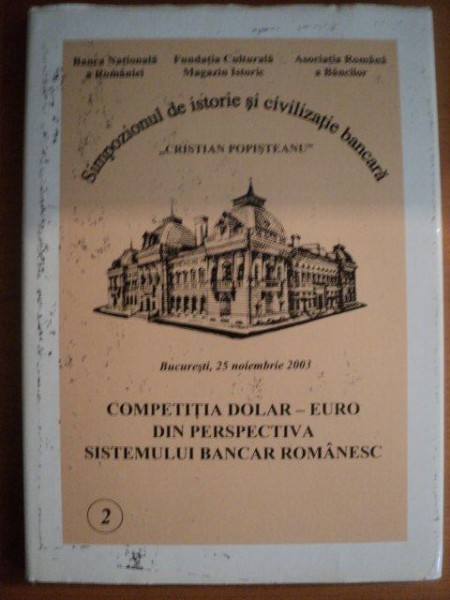 Banca Națională
a României
Fundația Culturală
Magazin Istoric
Asociația Română
a Băncilor
Simpozionul de istorie și civilizație bancară
„CRISTIAN POPIȘTEANU”
București, 25 noiembrie 2003
COMPETIȚIA DOLAR – EURO
DIN PERSPECTIVA
SISTEMULUI BANCAR ROMÂNESC
2